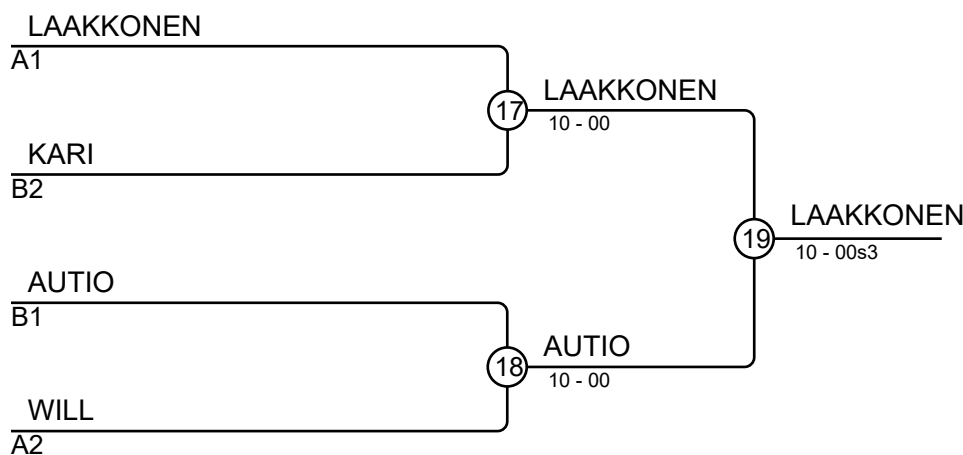 LAAKKONEN
A1
17
LAAKKONEN
10 - 00
KARI
B2
19
LAAKKONEN
10 - 00s3
AUTIO
B1
18
AUTIO
10 - 00
WILL
A2